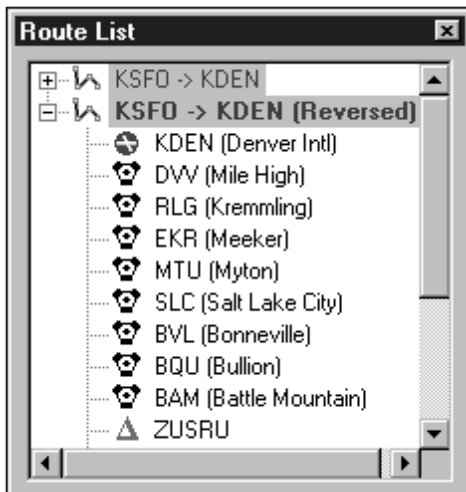 Route List
KSFO -> KDEN
KSFO -> KDEN (Reversed)
KDEN (Denver Intl)
DVV (Mile High)
RLG (Kremmling)
EKR (Meeker)
MTU (Myton)
SLC (Salt Lake City)
BVL (Bonneville)
BQU (Bullion)
BAM (Battle Mountain)
ZUSRU